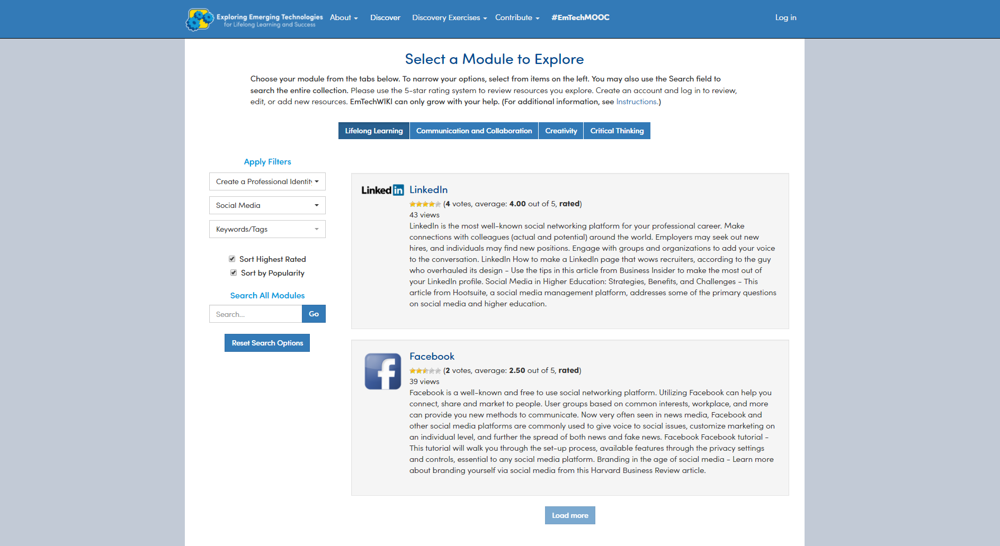 Exploring Emerging Technologies
for Lifelong Learning and Success
About
Discover
Discovery Exercises
Contribute
#EmTechMOOC
Log in
Select a Module to Explore
Choose your module from the tabs below. To narrow your options, select from items on the left. You may also use the Search field to
search the entire collection. Please use the 5-star rating system to review resources you explore. Create an account and log in to review,
edit, or add new resources. EmTechWIKI can only grow with your help. (For additional information, see Instructions.)
Lifelong Learning
Communication and Collaboration
Creativity
Critical Thinking
Apply Filters
Create a Professional Identity
Social Media
Keywords/Tags
Sort Highest Rated
Sort by Popularity
Search All Modules
Search...
Go
Reset Search Options
Linked in
LinkedIn
(4 votes, average: 4.00 out of 5, rated)
43 views
LinkedIn is the most well-known social networking platform for your professional career. Make
connections with colleagues (actual and potential) around the world. Employers may seek out new
hires, and individuals may find new positions. Engage with groups and organizations to add your voice
to the conversation. LinkedIn How to make a LinkedIn page that wows recruiters, according to the guy
who overhauled its design – Use the tips in this article from Business Insider to make the most out of
your LinkedIn profile. Social Media in Higher Education: Strategies, Benefits, and Challenges – This
article from Hootsuite, a social media management platform, addresses some of the primary questions
on social media and higher education.
f
Facebook
(2 votes, average: 2.50 out of 5, rated)
39 views
Facebook is a well-known and free to use social networking platform. Utilizing Facebook can help you
connect, share and market to people. User groups based on common interests, workplace, and more
can provide you new methods to communicate. Now very often seen in news media, Facebook and
other social media platforms are commonly used to give voice to social issues, customize marketing on
an individual level, and further the spread of both news and fake news. Facebook Facebook tutorial –
This tutorial will walk you through the set-up process, available features through the privacy settings
and controls, essential to any social media platform. Branding in the age of social media – Learn more
about branding yourself via social media from this Harvard Business Review article.
Load more